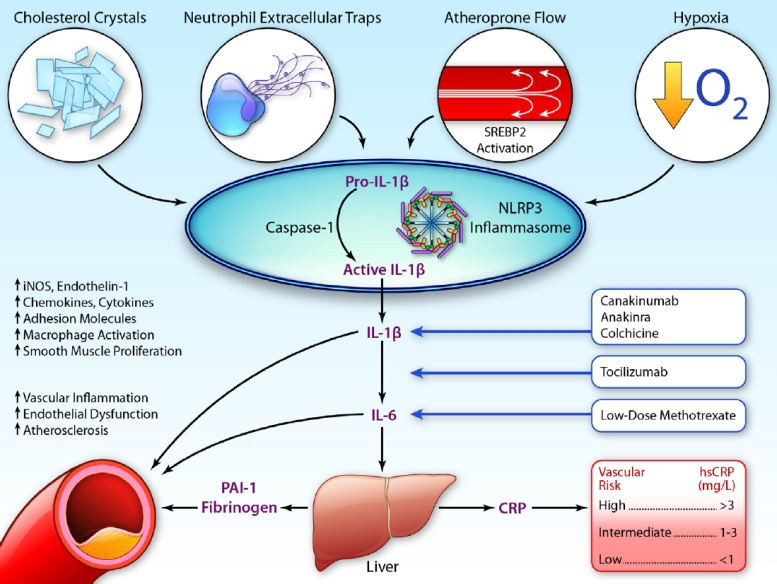 Cholesterol Crystals
Neutrophil Extracellular Traps
Atheroprone Flow
Hypoxia
SREBP2
Activation
O2
Pro-IL-1β
Caspase-1
NLRP3
Inflammasome
Active IL-1β
iNOS, Endothelin-1
Chemokines, Cytokines
Adhesion Molecules
Macrophage Activation
Smooth Muscle Proliferation
Vascular Inflammation
Endothelial Dysfunction
Atherosclerosis
IL-1β
IL-6
Canakinumab
Anakinra
Colchicine
Tocilizumab
Low-Dose Methotrexate
PAI-1
Fibrinogen
Liver
CRP
Vascular hsCRP
Risk (mg/L)
High ........................ >3
Intermediate ............. 1-3
Low ......................... <1